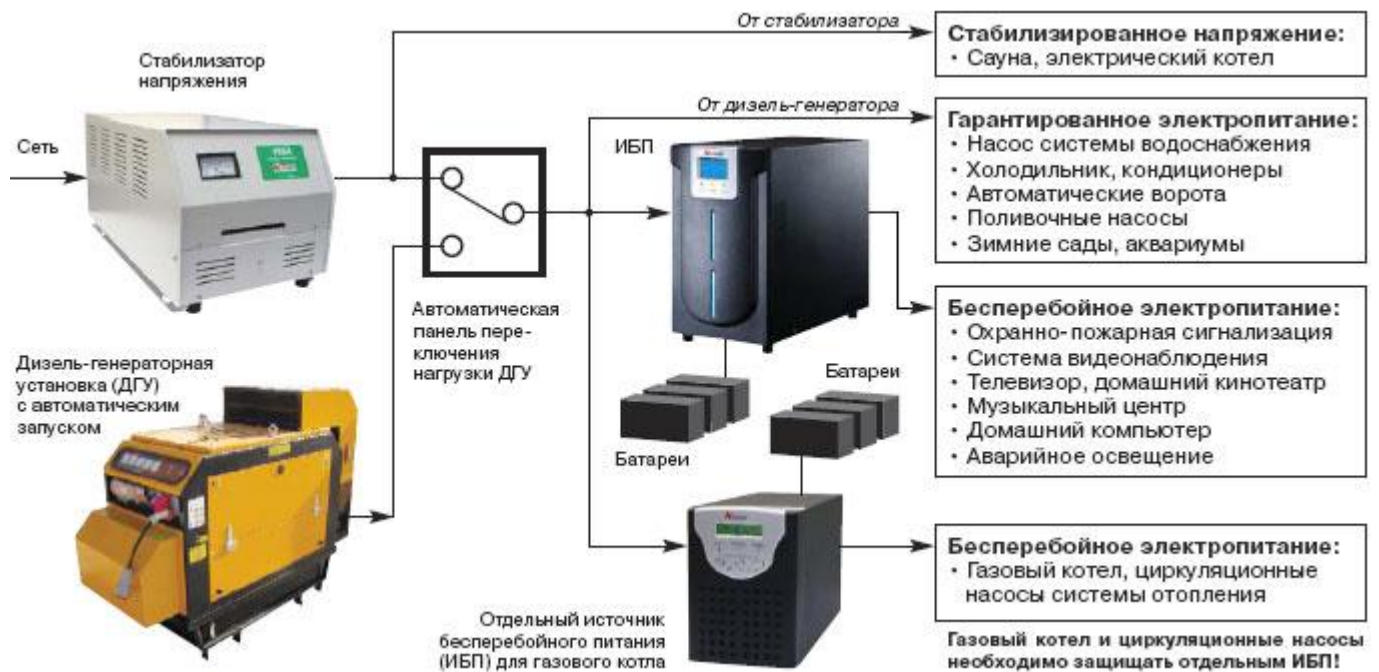 От стабилизатора
Стабилизированное напряжение:
• Сауна, электрический котел
Стабилизатор
напряжения
Сеть
От дизель-генератора
ИБП
Гарантированное электропитание:
• Насос системы водоснабжения
• Холодильник, кондиционеры
• Автоматические ворота
• Поливочные насосы
• Зимние сады, аквариумы
Автоматическая
панель пере-
ключения
нагрузки ДГУ
Дизель-генераторная
установка (ДГУ)
с автоматическим
запуском
Батареи
Батареи
Бесперебойное электропитание:
• Охранно-пожарная сигнализация
• Система видеонаблюдения
• Телевизор, домашний кинотеатр
• Музыкальный центр
• Домашний компьютер
• Аварийное освещение
Отдельный источник
бесперебойного питания
(ИБП) для газового котла
Бесперебойное электропитание:
• Газовый котел, циркуляционные
насосы системы отопления
Газовый котел и циркуляционные насосы
необходимо защищать отдельным ИБП!